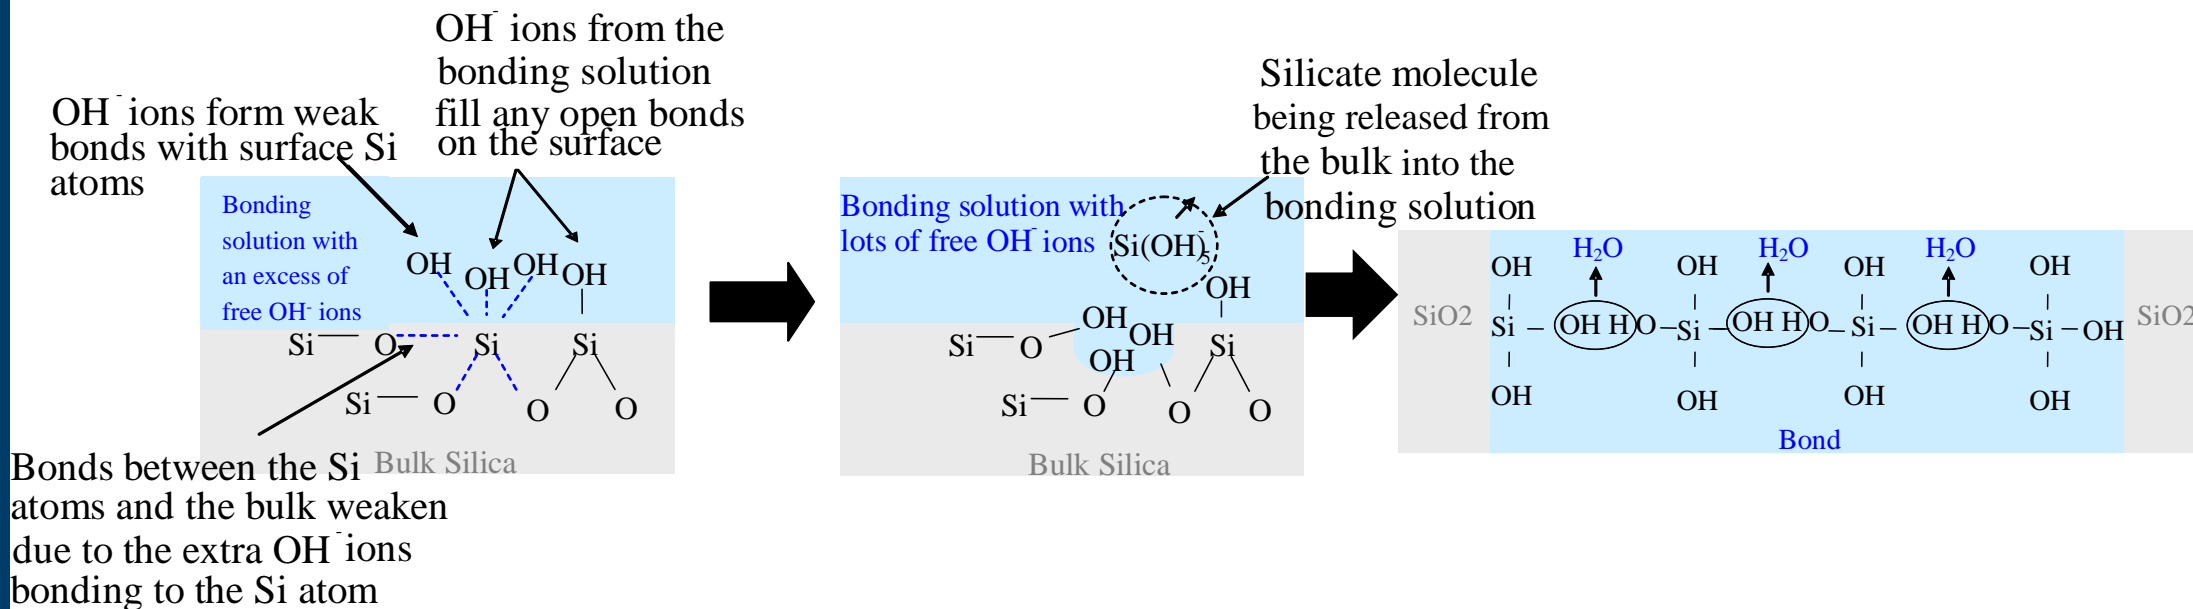 OH⁻ ions form weak
bonds with surface Si
atoms
OH⁻ ions from the
bonding solution
fill any open bonds
on the surface
Bonding
solution with
an excess of
free OH⁻ ions
OH OH OH OH
Si O Si Si
Si O O O
Bulk Silica
Bonds between the Si
atoms and the bulk weaken
due to the extra OH⁻ ions
bonding to the Si atom
Silicate molecule
being released from
the bulk into the
bonding solution
Bonding solution with
lots of free OH⁻ ions
Si(OH)₅⁻
OH
OH OH
Si O OH Si
Si O O O
Bulk Silica
H₂O H₂O H₂O
OH OH OH OH
SiO2 Si – OH H O – Si – OH H O – Si – OH H O – Si – OH SiO2
OH OH OH OH
Bond